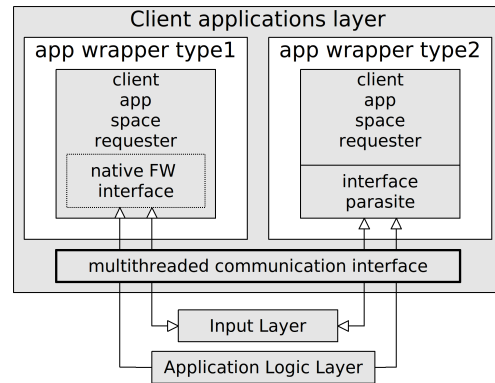 Client applications layer
app wrapper type1
client
app
space
requester
native FW
interface
app wrapper type2
client
app
space
requester
interface
parasite
multithreaded communication interface
Input Layer
Application Logic Layer